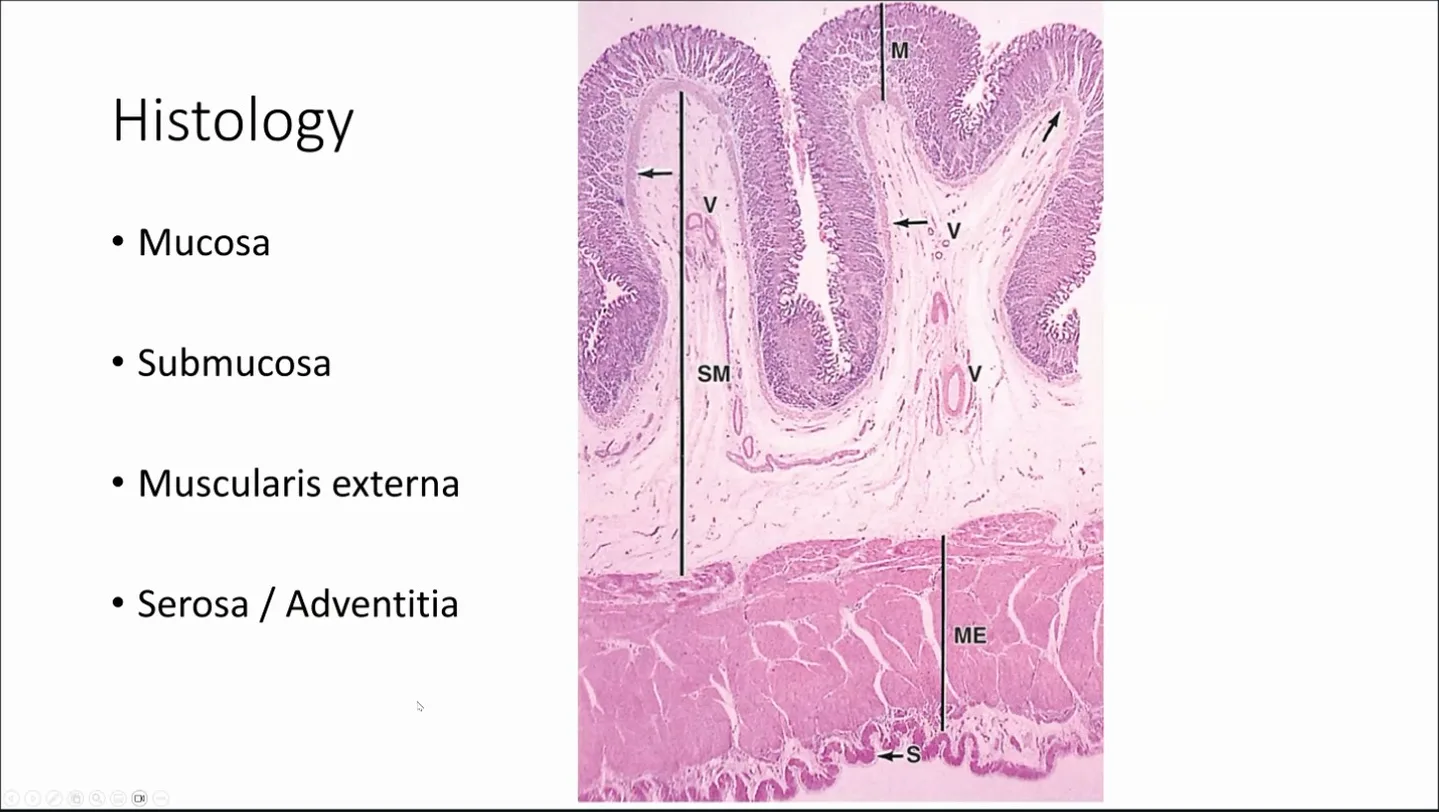 Histology
• Mucosa
• Submucosa
• Muscularis externa
• Serosa / Adventitia
M
V
V
SM
V
ME
S